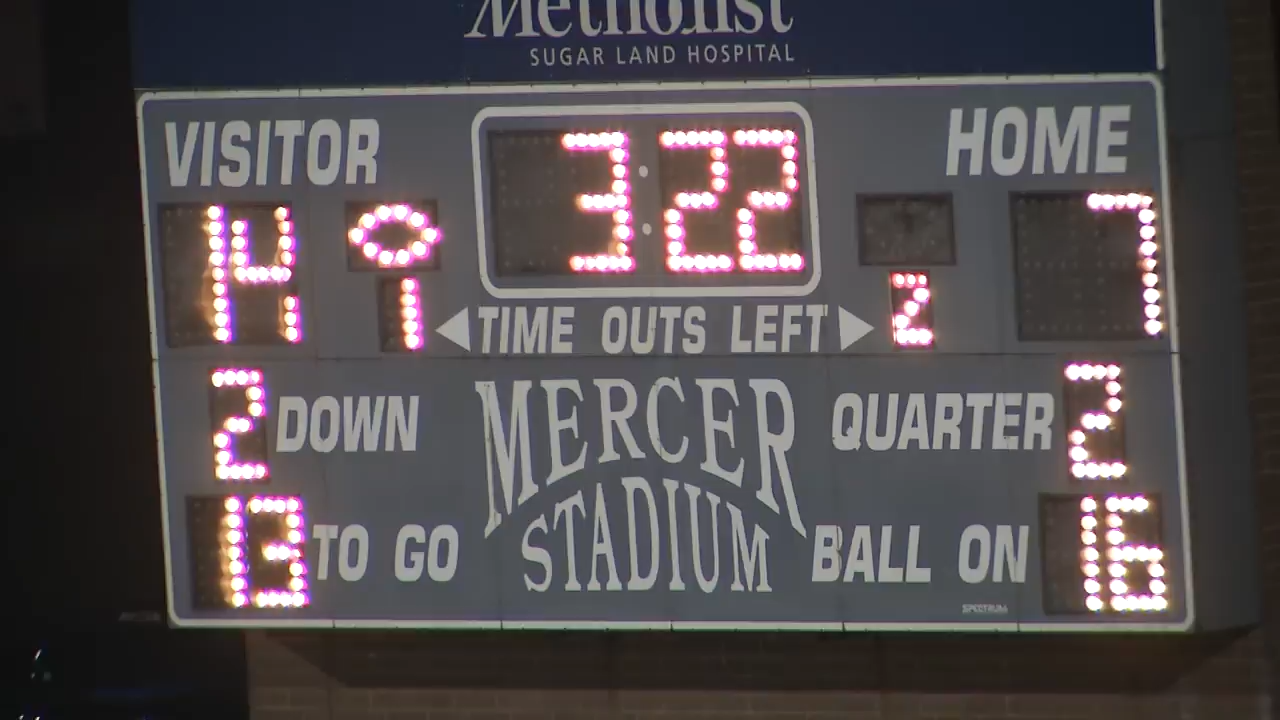 Methodist
SUGAR LAND HOSPITAL
VISITOR 3:22 HOME
14 7
1 TIME OUTS LEFT 2
2 DOWN MERCER QUARTER 2
13 TO GO STADIUM BALL ON 16
SPECTRUM